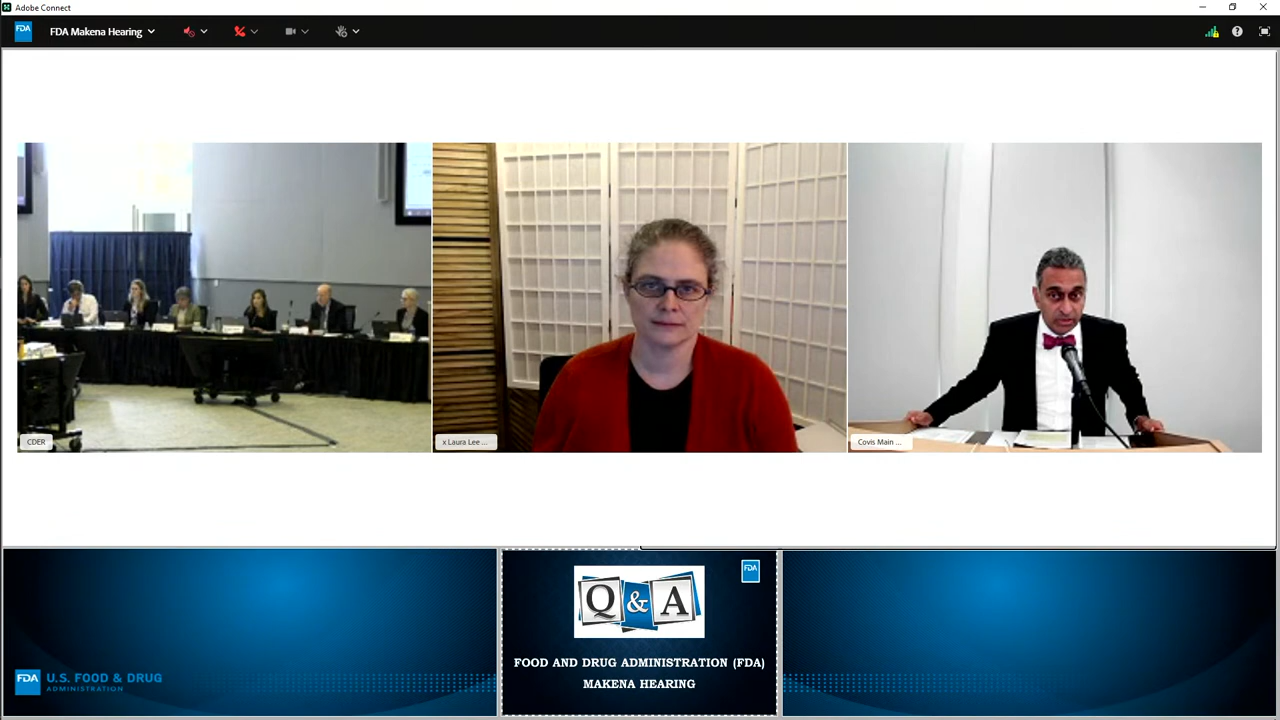 Adobe Connect
FDA
FDA Makena Hearing
CDER
x Laura Lee ...
Covis Main ...
FDA
Q&A
FOOD AND DRUG ADMINISTRATION (FDA)
MAKENA HEARING
FDA
U.S. FOOD & DRUG
ADMINISTRATION